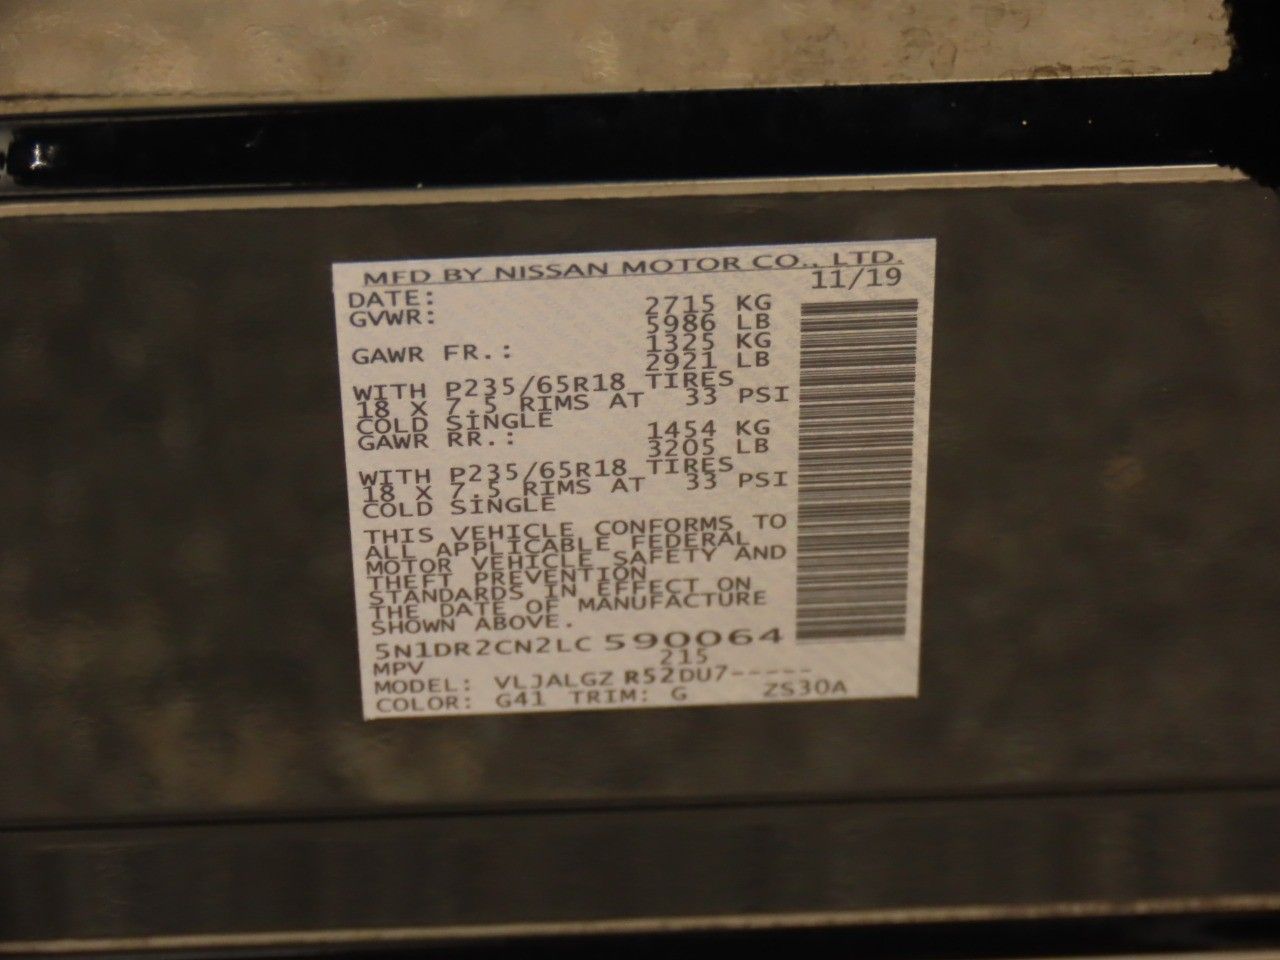 MFD BY NISSAN MOTOR CO., LTD.
DATE: 11/19
GVWR: 2715 KG
5986 LB
GAWR FR.: 1325 KG
2921 LB
WITH P235/65R18 TIRES
18 X 7.5 RIMS AT 33 PSI
COLD SINGLE
GAWR RR.: 1454 KG
3205 LB
WITH P235/65R18 TIRES
18 X 7.5 RIMS AT 33 PSI
COLD SINGLE
THIS VEHICLE CONFORMS TO
ALL APPLICABLE FEDERAL
MOTOR VEHICLE SAFETY AND
THEFT PREVENTION
STANDARDS IN EFFECT ON
THE DATE OF MANUFACTURE
SHOWN ABOVE.
5N1DR2CN2LC590064
MPV 215
MODEL: VLJALGZ R52DU7-----
COLOR: G41 TRIM: G ZS30A